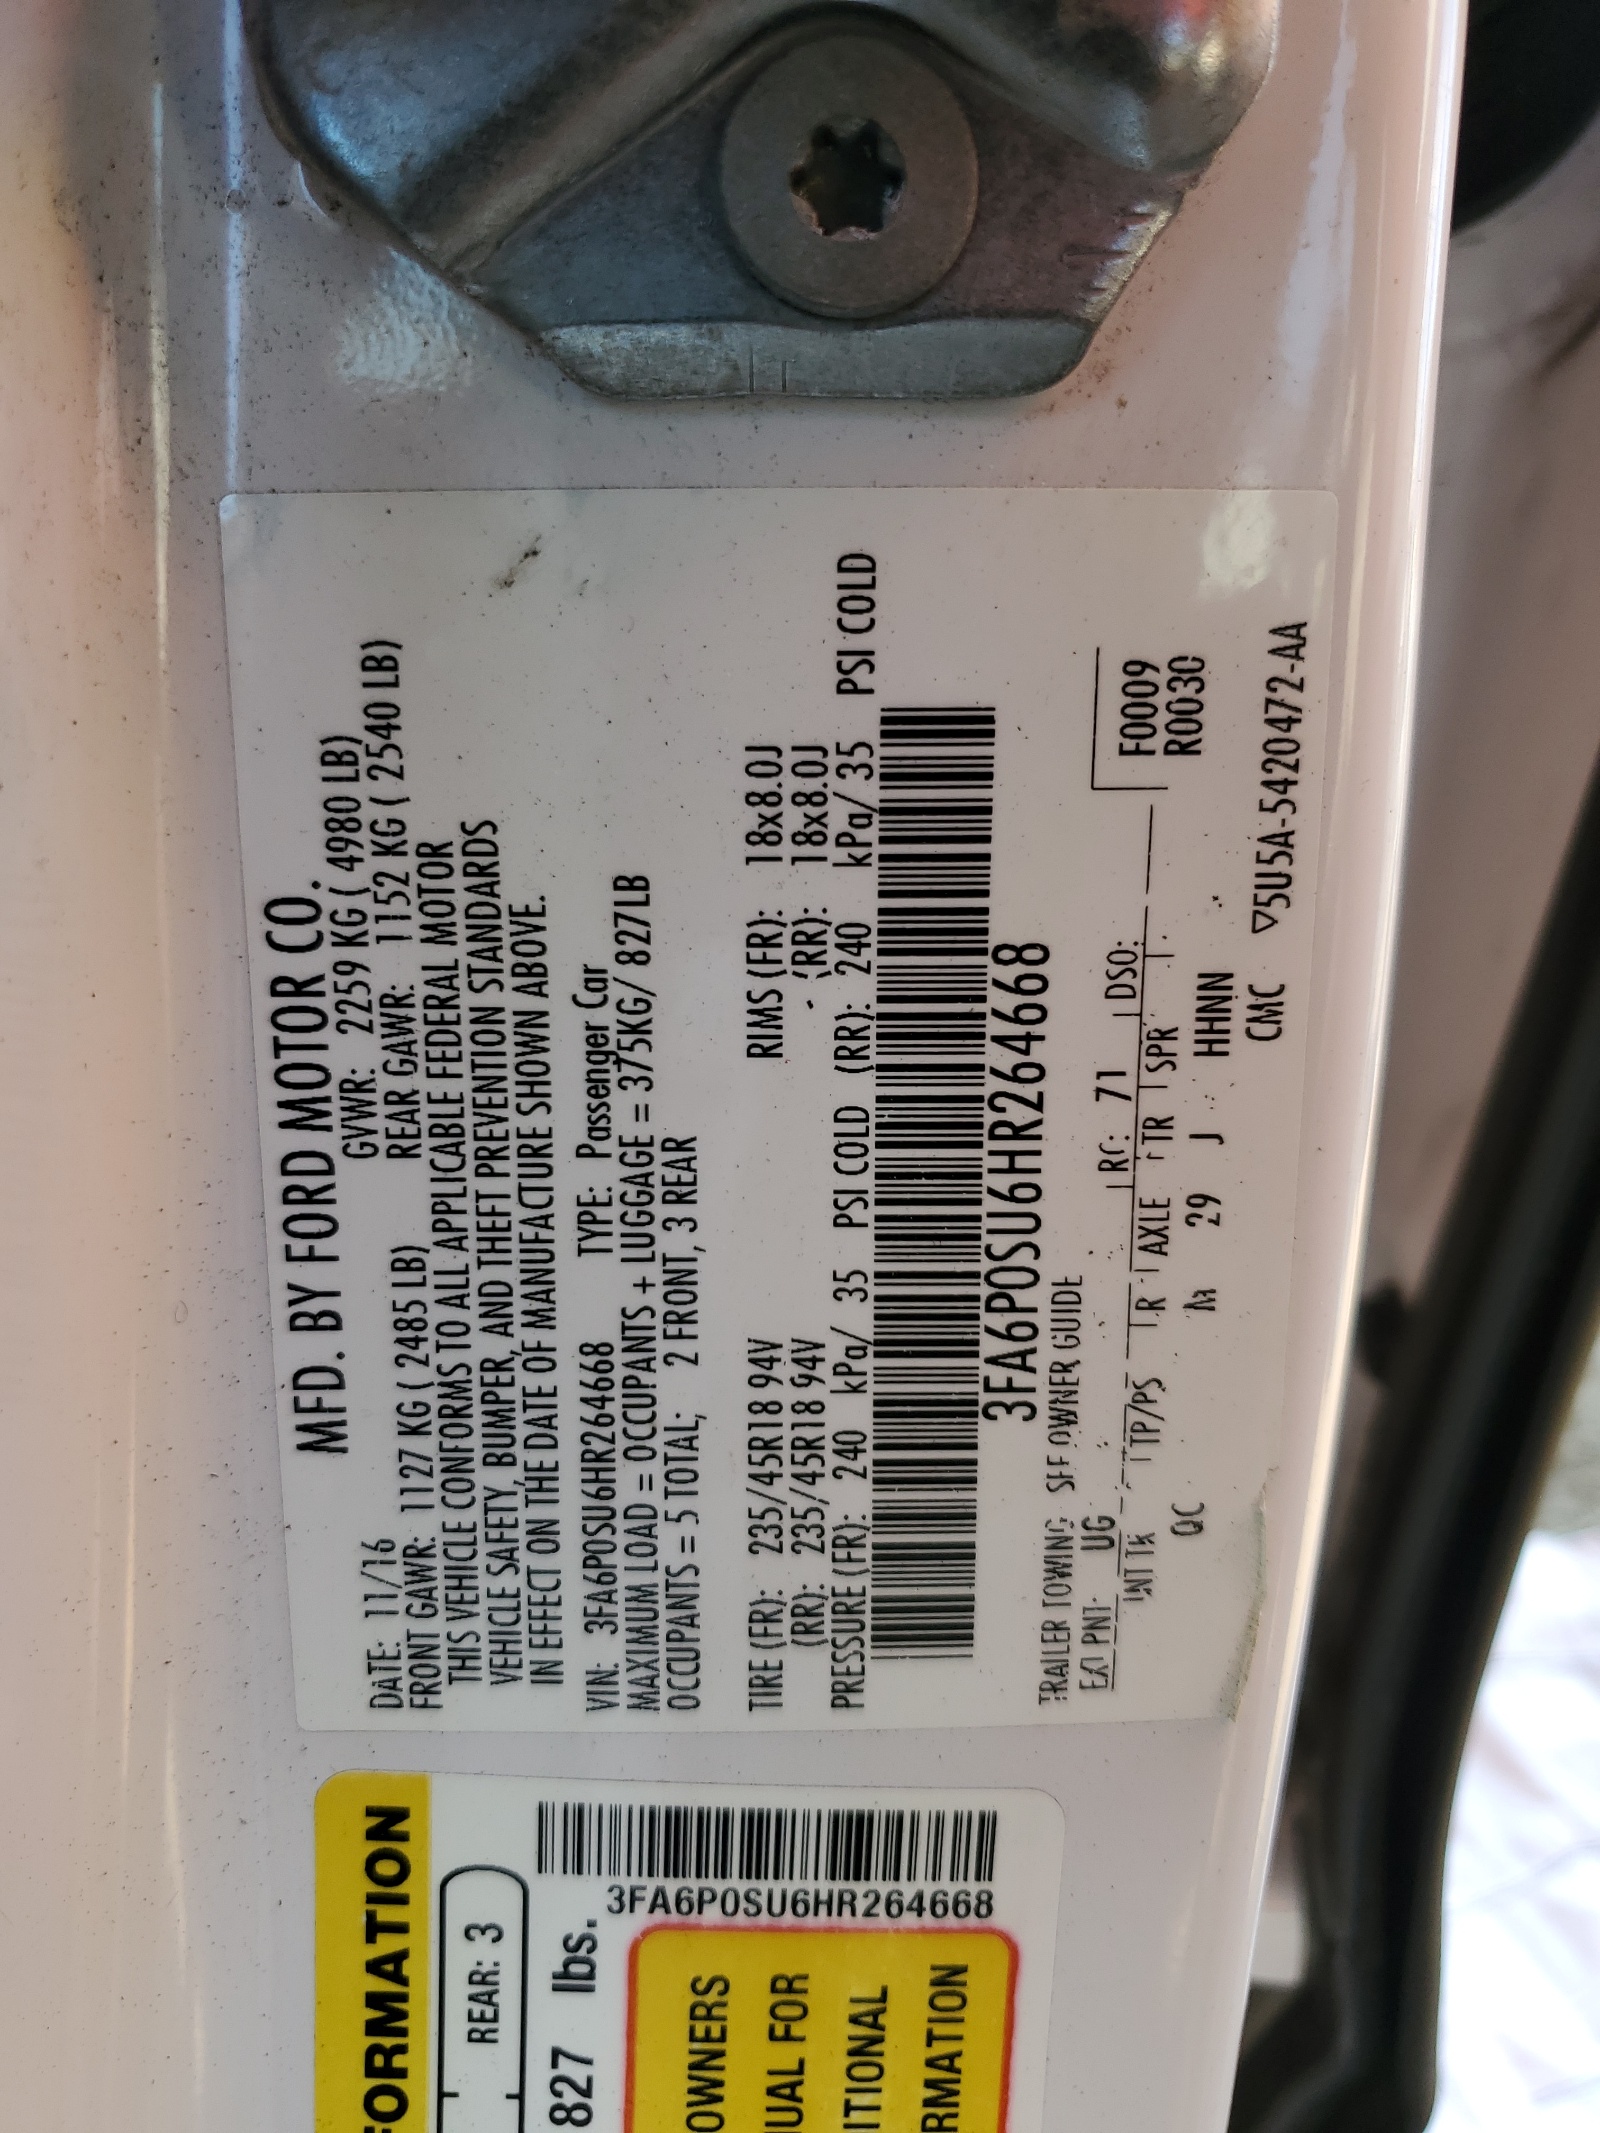 MFD. BY FORD MOTOR CO.
DATE: 11/16 GVWR: 2259 KG ( 4980 LB)
FRONT GAWR: 1127 KG ( 2485 LB) REAR GAWR: 1152 KG ( 2540 LB)
THIS VEHICLE CONFORMS TO ALL APPLICABLE FEDERAL MOTOR
VEHICLE SAFETY, BUMPER, AND THEFT PREVENTION STANDARDS
IN EFFECT ON THE DATE OF MANUFACTURE SHOWN ABOVE.
VIN: 3FA6P0SU6HR264668 TYPE: Passenger Car
MAXIMUM LOAD = OCCUPANTS + LUGGAGE = 375KG/ 827LB
OCCUPANTS = 5 TOTAL; 2 FRONT, 3 REAR
TIRE (FR): 235/45R18 94V RIMS (FR): 18x8.0J
(RR): 235/45R18 94V (RR): 18x8.0J
PRESSURE (FR): 240 kPa/ 35 PSI COLD (RR): 240 kPa/ 35 PSI COLD
3FA6P0SU6HR264668
TRAILER TOWING: SEE OWNER GUIDE
EXT PNT: UG RC: 71 DSO: F0009
INT TR TP/PS R AXLE TR SPR R0030
QC M 29 J HHNN
CMC ▽5U5A-5420472-AA
FORMATION
REAR: 3
827 lbs.
3FA6P0SU6HR264668
OWNERS
UAL FOR
ITIONAL
RMATION